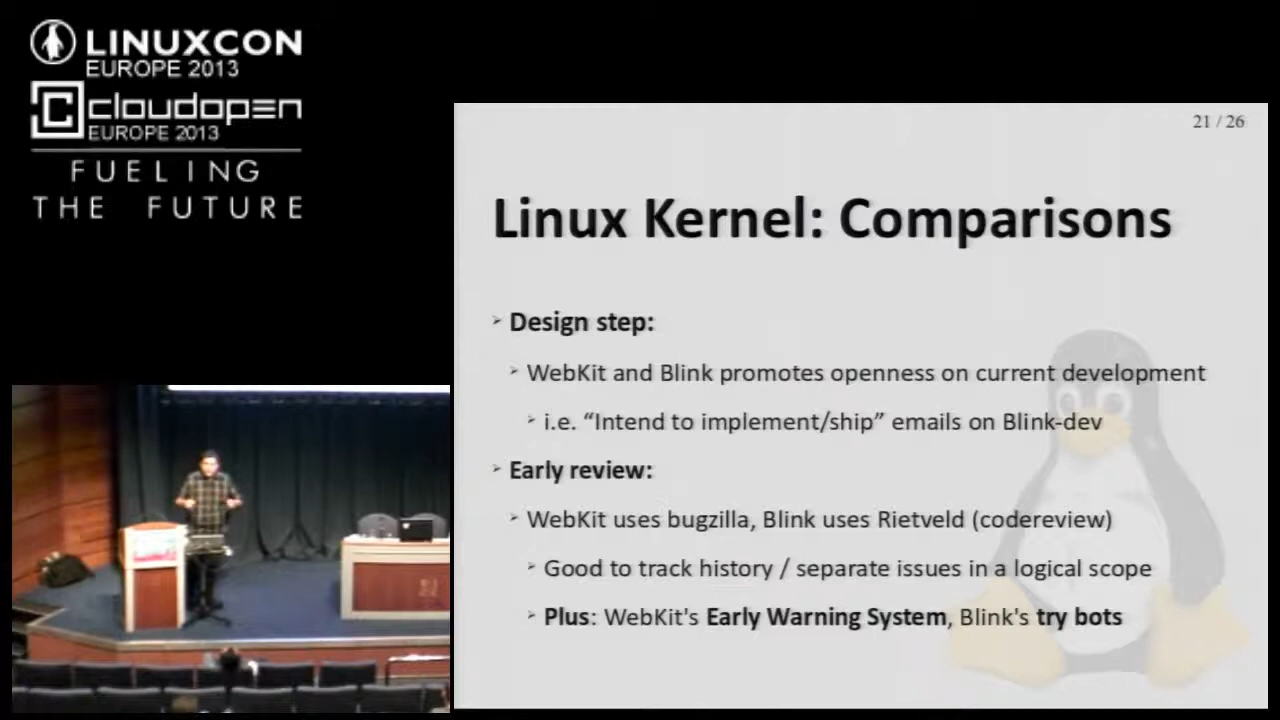 LINUXCON
EUROPE 2013
cloudopen
EUROPE 2013
FUELING
THE FUTURE
21 / 26
Linux Kernel: Comparisons
➢ Design step:
➢ WebKit and Blink promotes openness on current development
➢ i.e. “Intend to implement/ship” emails on Blink-dev
➢ Early review:
➢ WebKit uses bugzilla, Blink uses Rietveld (codereview)
➢ Good to track history / separate issues in a logical scope
➢ Plus: WebKit's Early Warning System, Blink's try bots